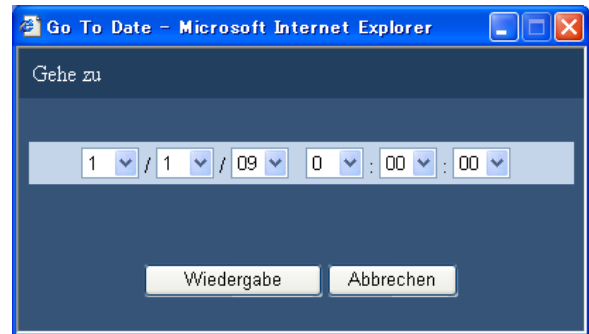 Go To Date - Microsoft Internet Explorer
Gehe zu
1 / 1 / 09 0 : 00 : 00
Wiedergabe Abbrechen